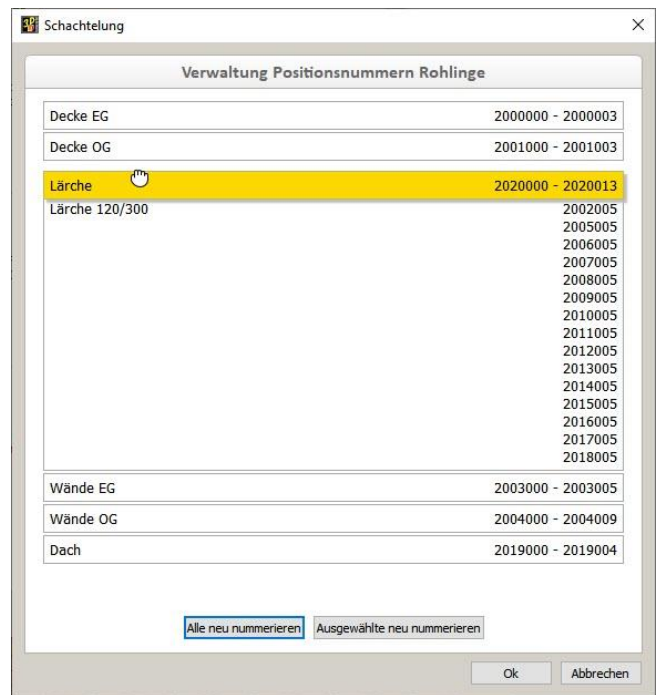 Schachtelung
Verwaltung Positionsnummern Rohlinge
Decke EG 2000000 - 2000003
Decke OG 2001000 - 2001003
Lärche 2020000 - 2020013
Lärche 120/300 2002005
2005005
2006005
2007005
2008005
2009005
2010005
2011005
2012005
2013005
2014005
2015005
2016005
2017005
2018005
Wände EG 2003000 - 2003005
Wände OG 2004000 - 2004009
Dach 2019000 - 2019004
Alle neu nummerieren Ausgewählte neu nummerieren
Ok Abbrechen